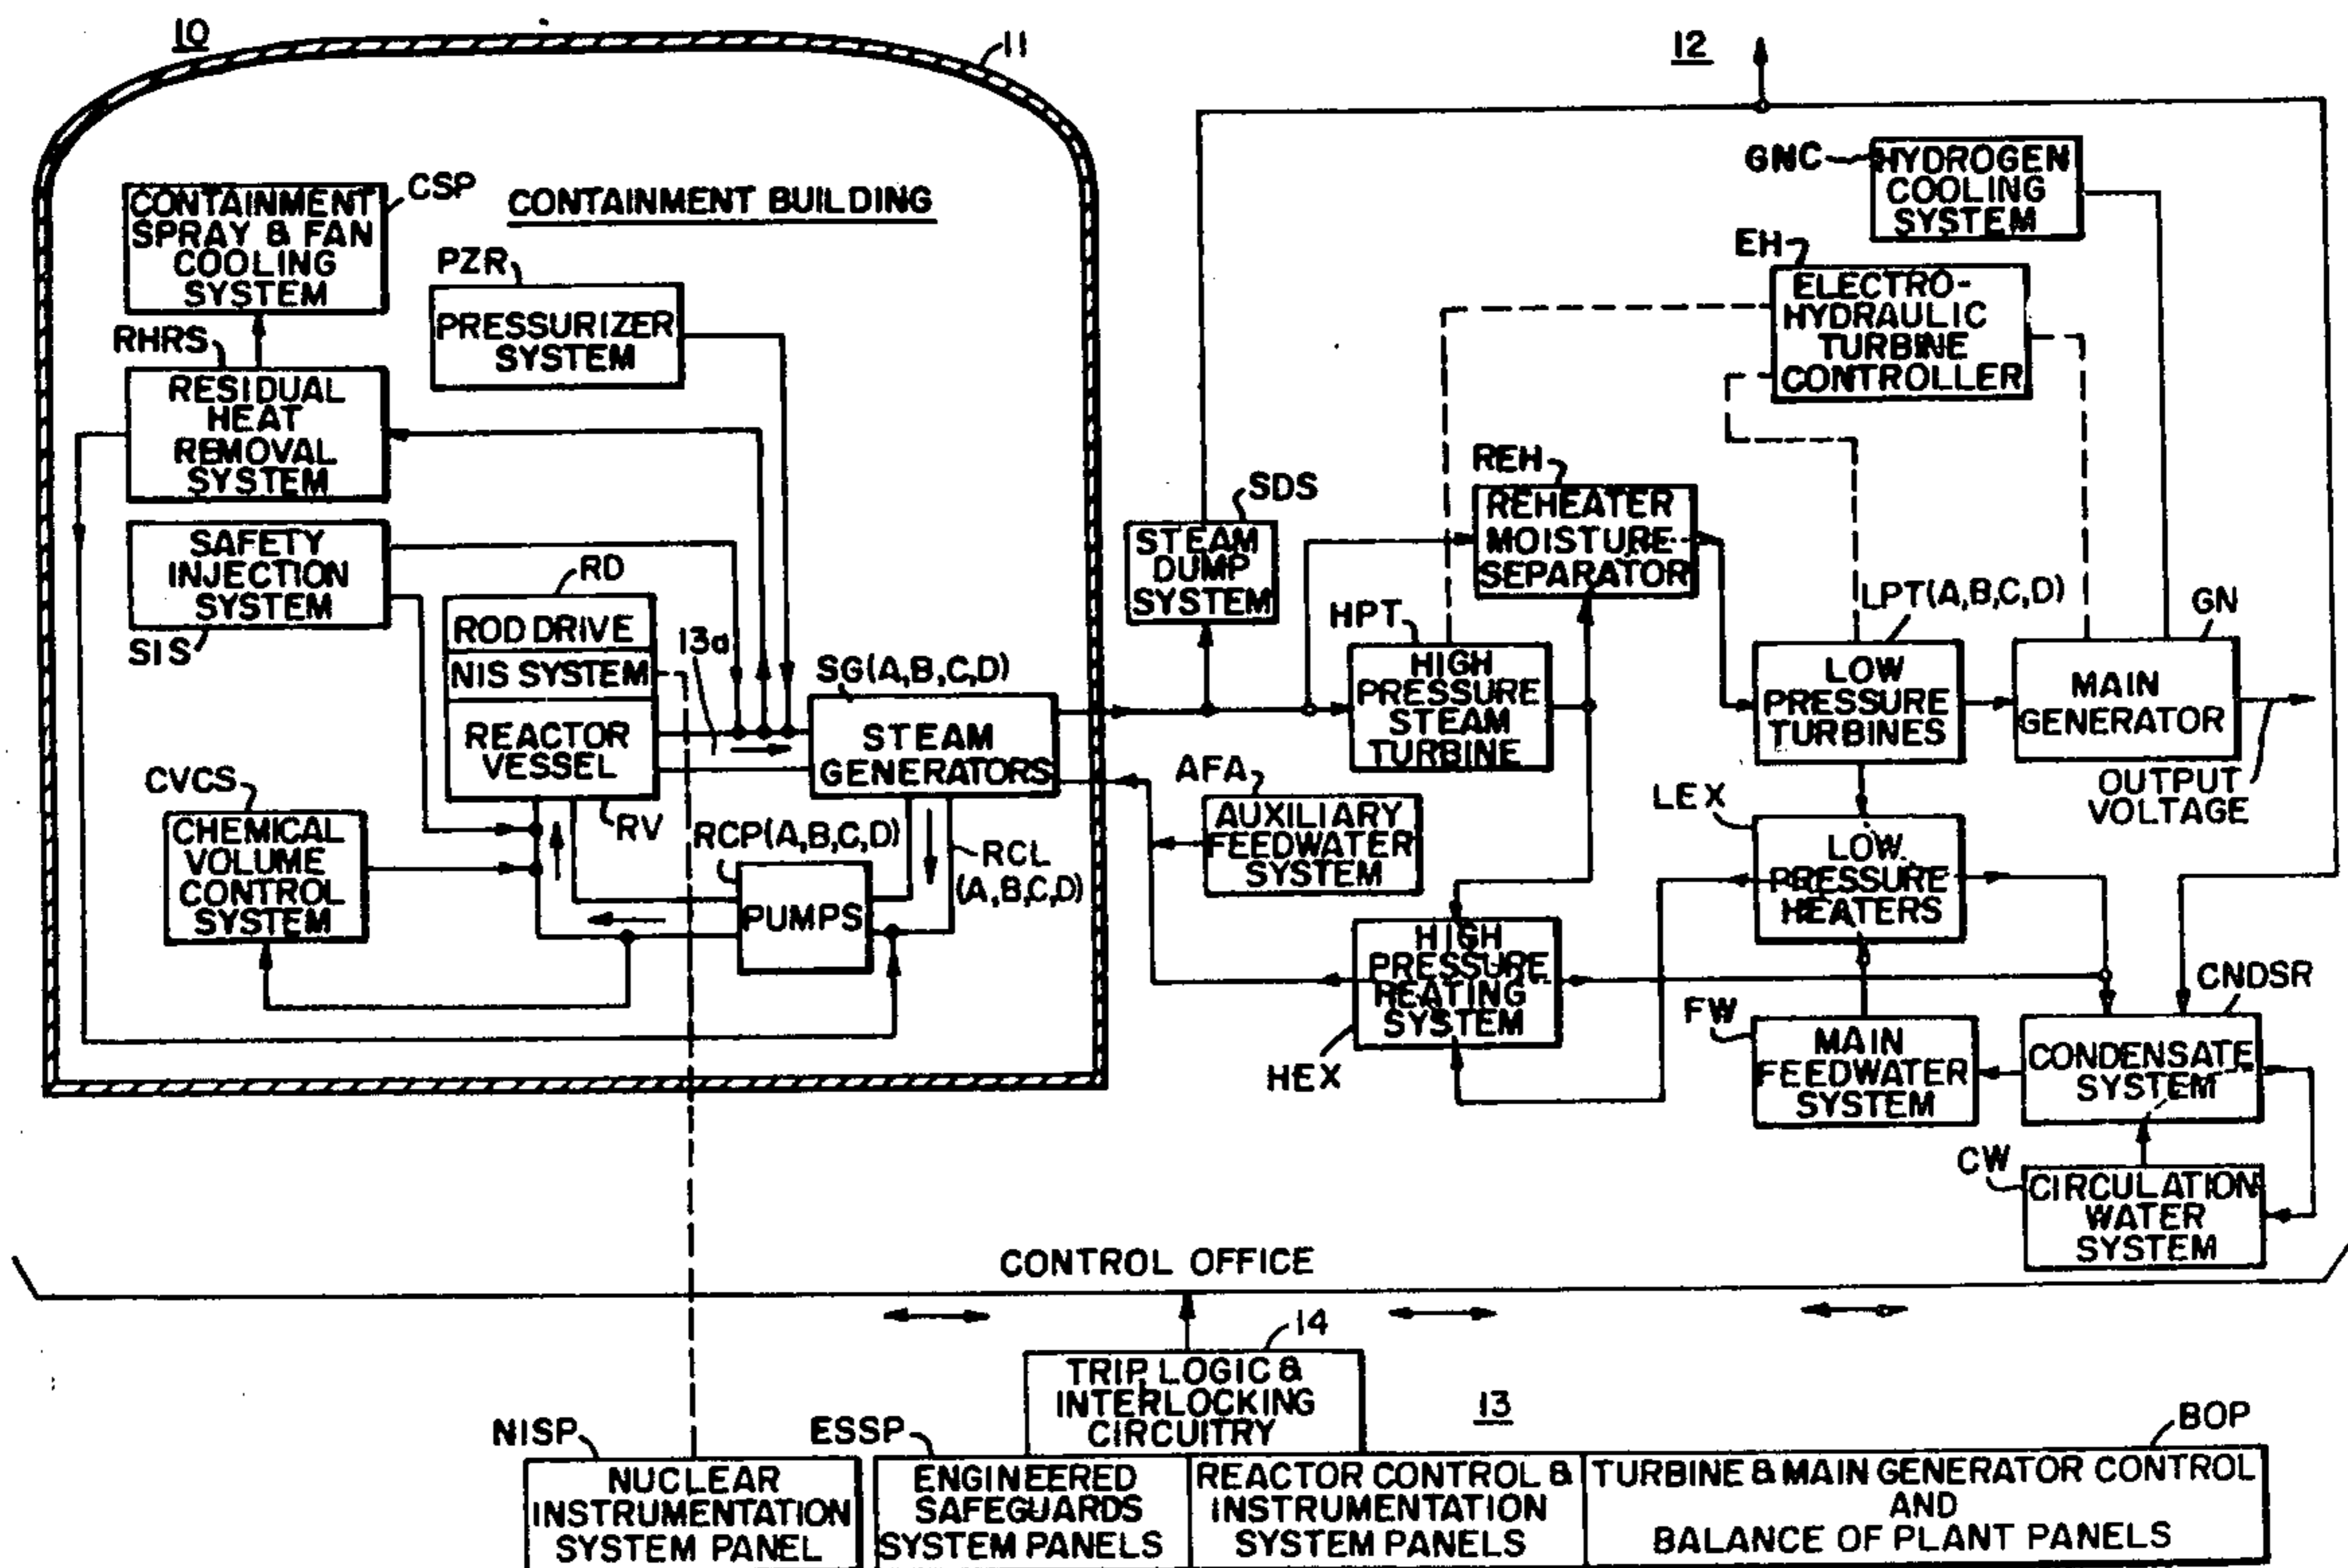 10
11
12
CONTAINMENT BUILDING
CSP
CONTAINMENT
SPRAY & FAN
COOLING
SYSTEM
PZR
PRESSURIZER
SYSTEM
RHRS
RESIDUAL
HEAT
REMOVAL
SYSTEM
SAFETY
INJECTION
SYSTEM
SIS
RD
ROD DRIVE
NIS SYSTEM
REACTOR
VESSEL
RV
13a
SG(A,B,C,D)
STEAM
GENERATORS
CVCS
CHEMICAL
VOLUME
CONTROL
SYSTEM
RCP(A,B,C,D)
PUMPS
RCL
(A,B,C,D)
GNC
HYDROGEN
COOLING
SYSTEM
EH
ELECTRO-
HYDRAULIC
TURBINE
CONTROLLER
SDS
STEAM
DUMP
SYSTEM
REH
REHEATER
MOISTURE
SEPARATOR
HPT
HIGH
PRESSURE
STEAM
TURBINE
LPT(A,B,C,D)
LOW
PRESSURE
TURBINES
GN
MAIN
GENERATOR
OUTPUT
VOLTAGE
AFA
AUXILIARY
FEEDWATER
SYSTEM
LEX
LOW
PRESSURE
HEATERS
HIGH
PRESSURE
HEATING
SYSTEM
HEX
FW
MAIN
FEEDWATER
SYSTEM
CNDSR
CONDENSATE
SYSTEM
CW
CIRCULATION
WATER
SYSTEM
CONTROL OFFICE
14
TRIP LOGIC &
INTERLOCKING
CIRCUITRY
13
NISP
NUCLEAR
INSTRUMENTATION
SYSTEM PANEL
ESSP
ENGINEERED
SAFEGUARDS
SYSTEM PANELS
REACTOR CONTROL &
INSTRUMENTATION
SYSTEM PANELS
BOP
TURBINE & MAIN GENERATOR CONTROL
AND
BALANCE OF PLANT PANELS